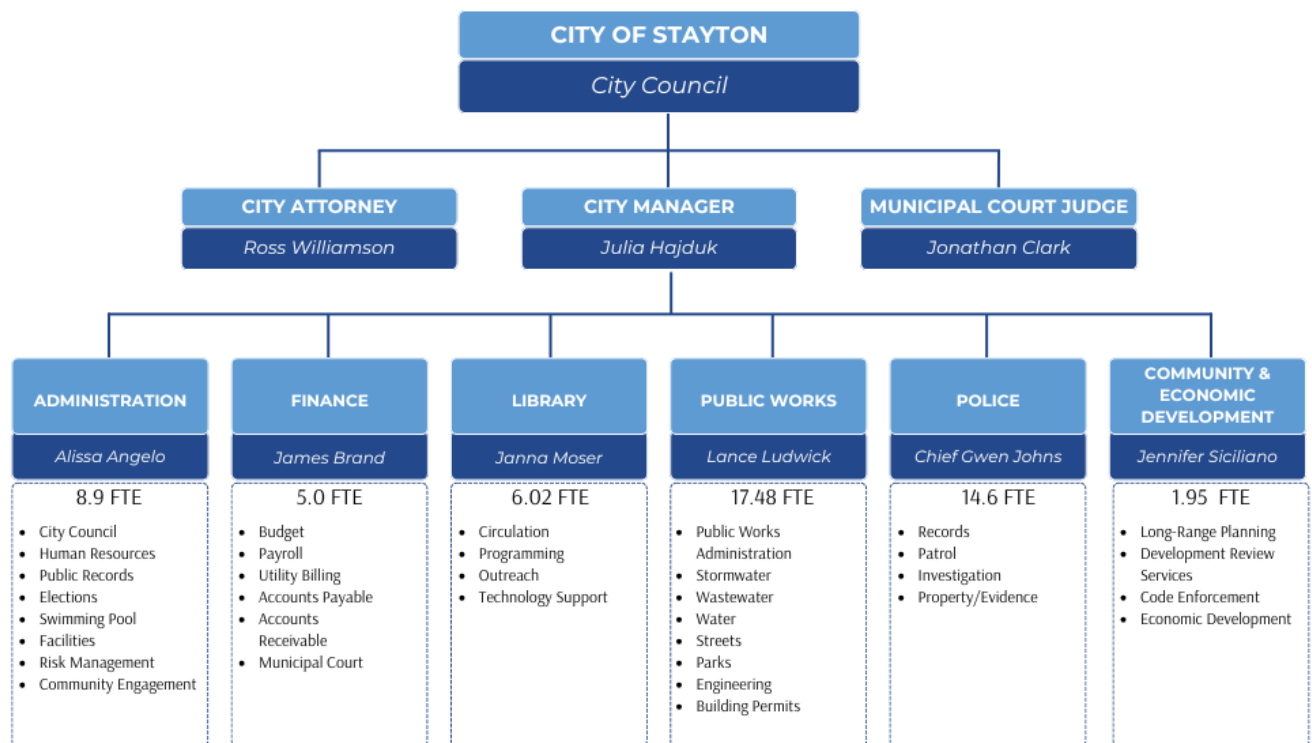 CITY OF STAYTON
City Council
CITY ATTORNEY
Ross Williamson
CITY MANAGER
Julia Hajduk
MUNICIPAL COURT JUDGE
Jonathan Clark
ADMINISTRATION
Alissa Angelo
8.9 FTE
• City Council
• Human Resources
• Public Records
• Elections
• Swimming Pool
• Facilities
• Risk Management
• Community Engagement
FINANCE
James Brand
5.0 FTE
• Budget
• Payroll
• Utility Billing
• Accounts Payable
• Accounts
Receivable
• Municipal Court
LIBRARY
Janna Moser
6.02 FTE
• Circulation
• Programming
• Outreach
• Technology Support
PUBLIC WORKS
Lance Ludwick
17.48 FTE
• Public Works
Administration
• Stormwater
• Wastewater
• Water
• Streets
• Parks
• Engineering
• Building Permits
POLICE
Chief Gwen Johns
14.6 FTE
• Records
• Patrol
• Investigation
• Property/Evidence
COMMUNITY &
ECONOMIC
DEVELOPMENT
Jennifer Siciliano
1.95 FTE
• Long-Range Planning
• Development Review
Services
• Code Enforcement
• Economic Development